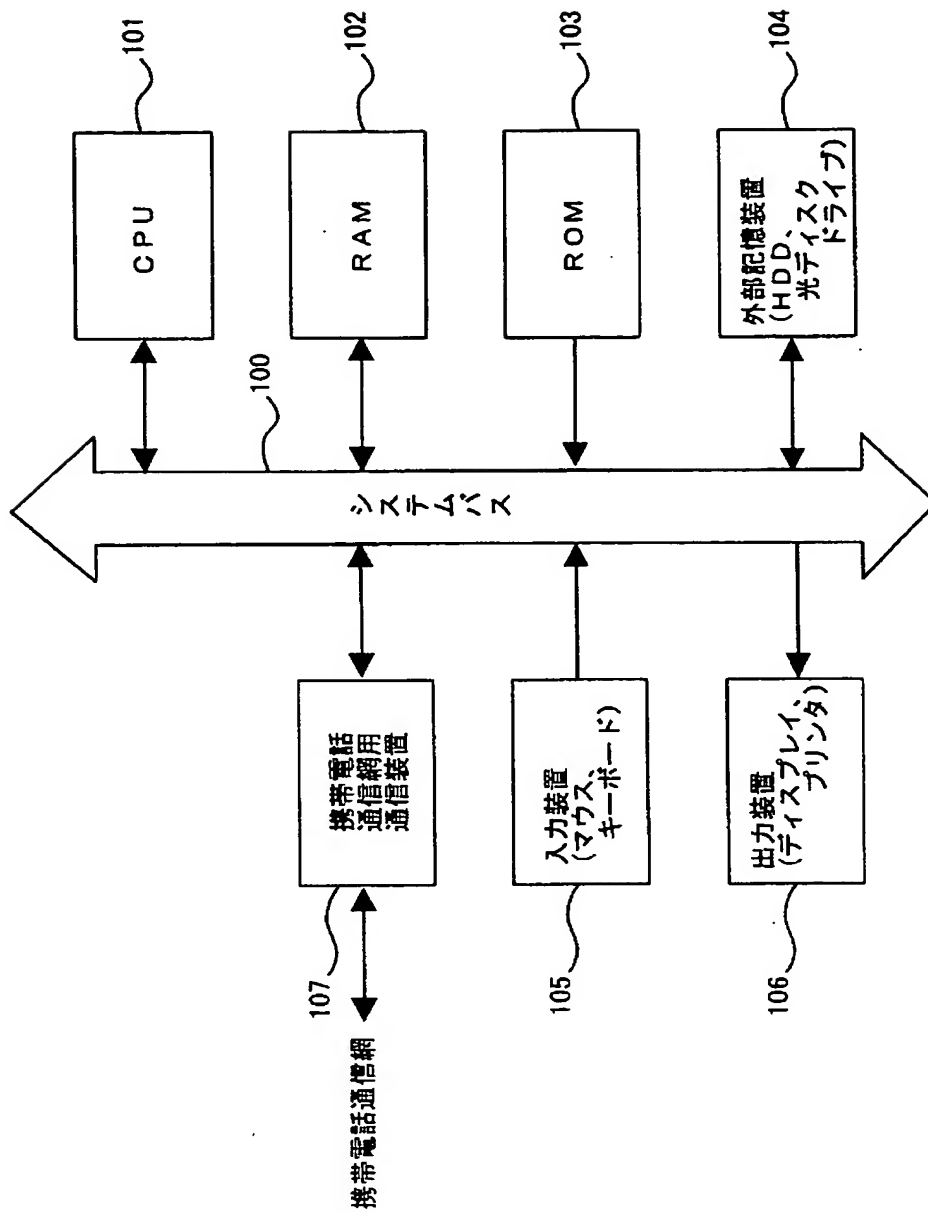 携帯電話通信網
106
105
107
出力装置
(ディスプレイ、
プリンタ)
入力装置
(マウス、
キーボード)
携帯電話
通信網用
通信装置
システムバス
100
外部記憶装置
(HDD、
光ディスク
ドライブ)
ROM
RAM
CPU
104
103
102
101